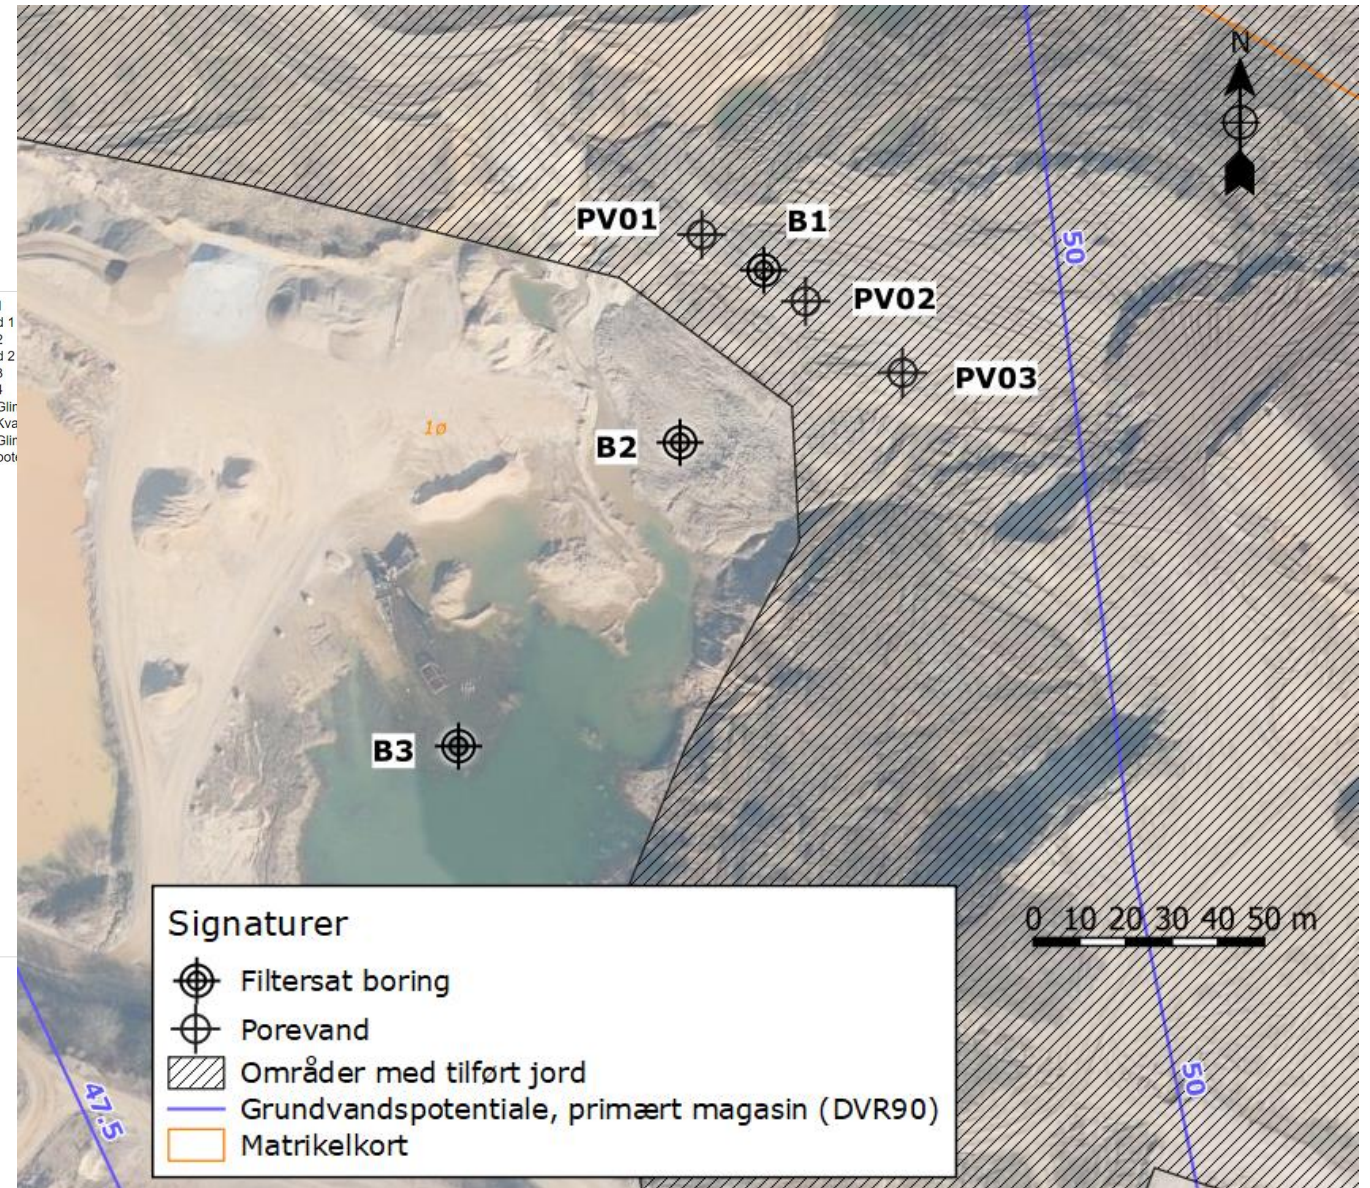 N
PV01
B1
50
PV02
PV03
1ø
B2
B3
0 10 20 30 40 50 m
Signaturer
Filtersat boring
Porevand
Områder med tilført jord
Grundvandspotentiale, primært magasin (DVR90)
Matrikelkort
50
47.5